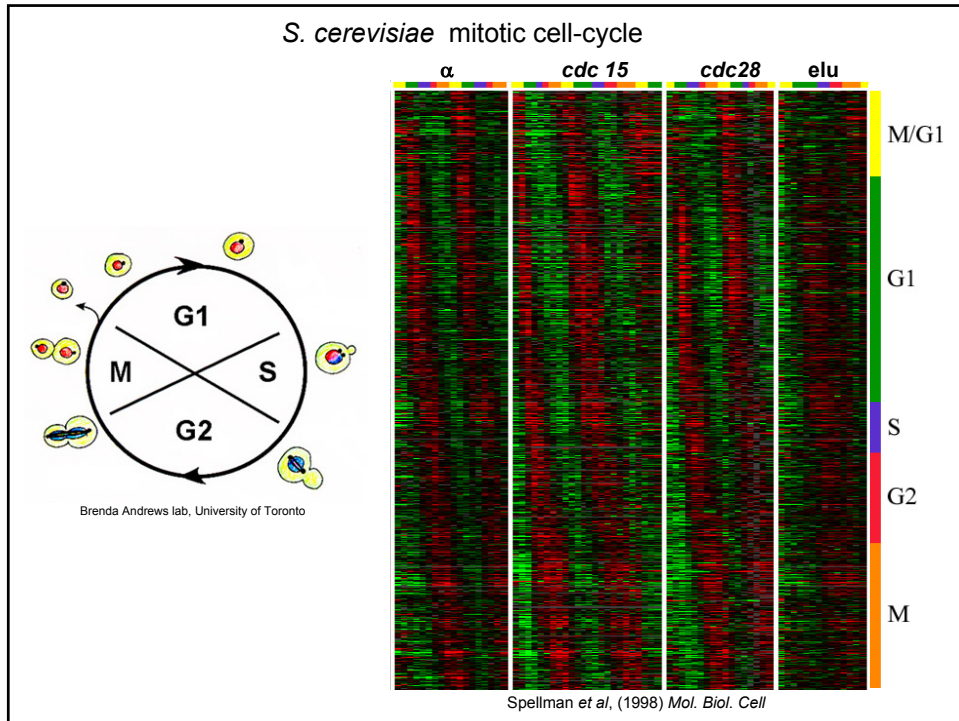 S. cerevisiae mitotic cell-cycle
α cdc 15 cdc28 elu
M/G1
G1
S
G2
M
G1
M S
G2
Brenda Andrews lab, University of Toronto
Spellman et al, (1998) Mol. Biol. Cell